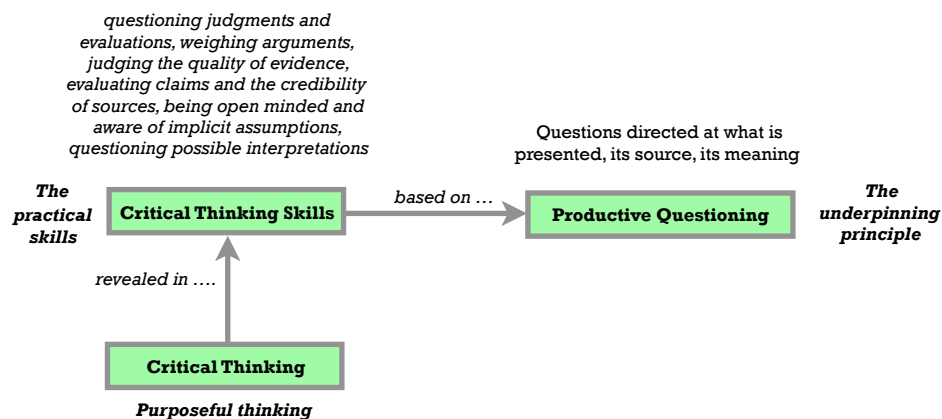 questioning judgments and
evaluations, weighing arguments,
judging the quality of evidence,
evaluating claims and the credibility
of sources, being open minded and
aware of implicit assumptions,
questioning possible interpretations
Questions directed at what is
presented, its source, its meaning
The
practical
skills
Critical Thinking Skills
based on ...
Productive Questioning
The
underpinning
principle
revealed in ....
Critical Thinking
Purposeful thinking